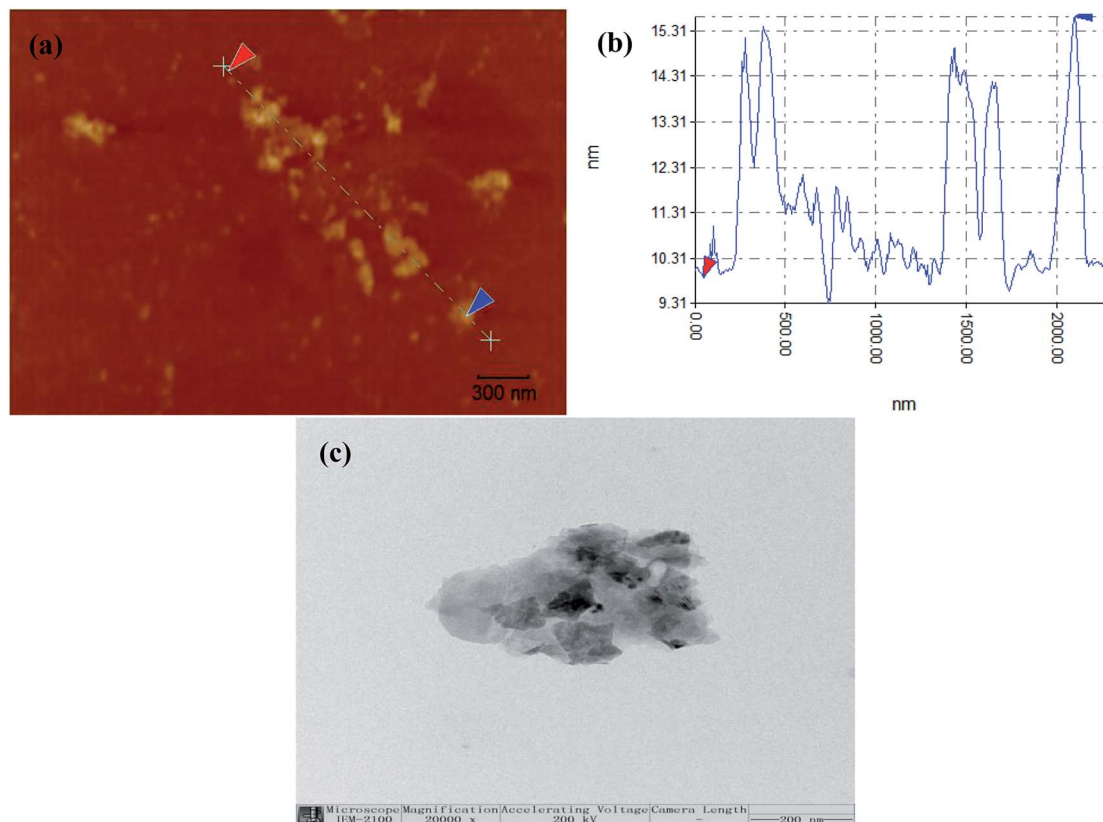 (a)
300 nm
(b)
nm
15.31
14.31
13.31
12.31
11.31
10.31
9.31
0.00
500.00
1000.00
1500.00
2000.00
nm
(c)
Microscope Magnification Accelerating Voltage Camera Length
JEM-2100 20000 x 200 kV - 200 nm